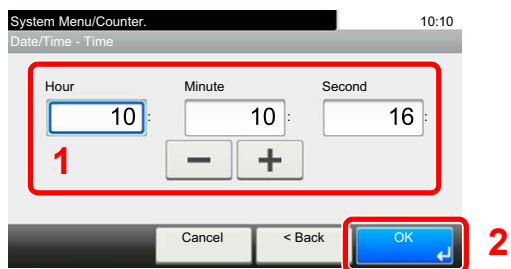 System Menu/Counter. 10:10
Date/Time - Time
Hour Minute Second
10 : 10 : 16 :
1 − +
Cancel < Back OK 2